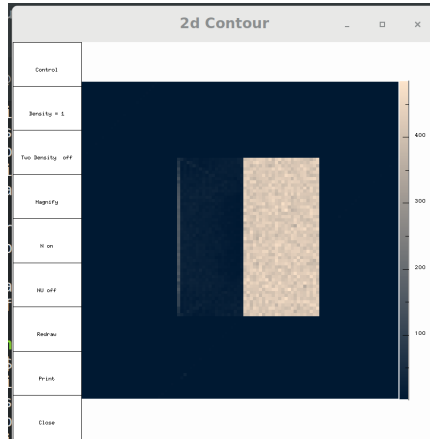 2d Contour
Control
Density = 1
Two Density off
Magnify
N on
HU off
Redraw
Print
Close
400
300
200
100